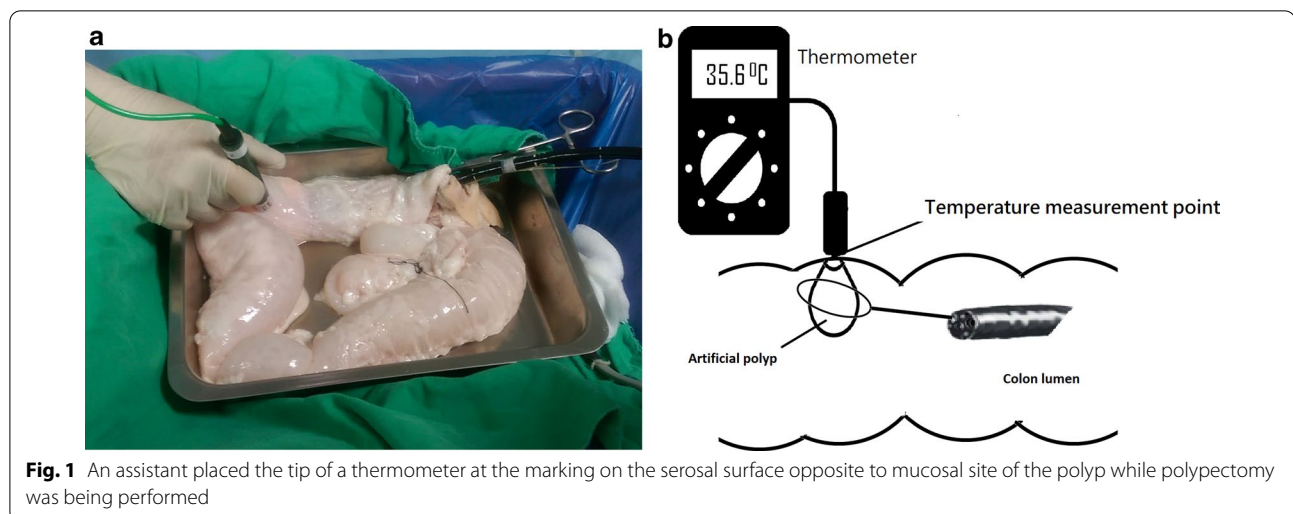 a
b
35.6 ⁰C
Thermometer
Temperature measurement point
Artificial polyp
Colon lumen
Fig. 1 An assistant placed the tip of a thermometer at the marking on the serosal surface opposite to mucosal site of the polyp while polypectomy
was being performed